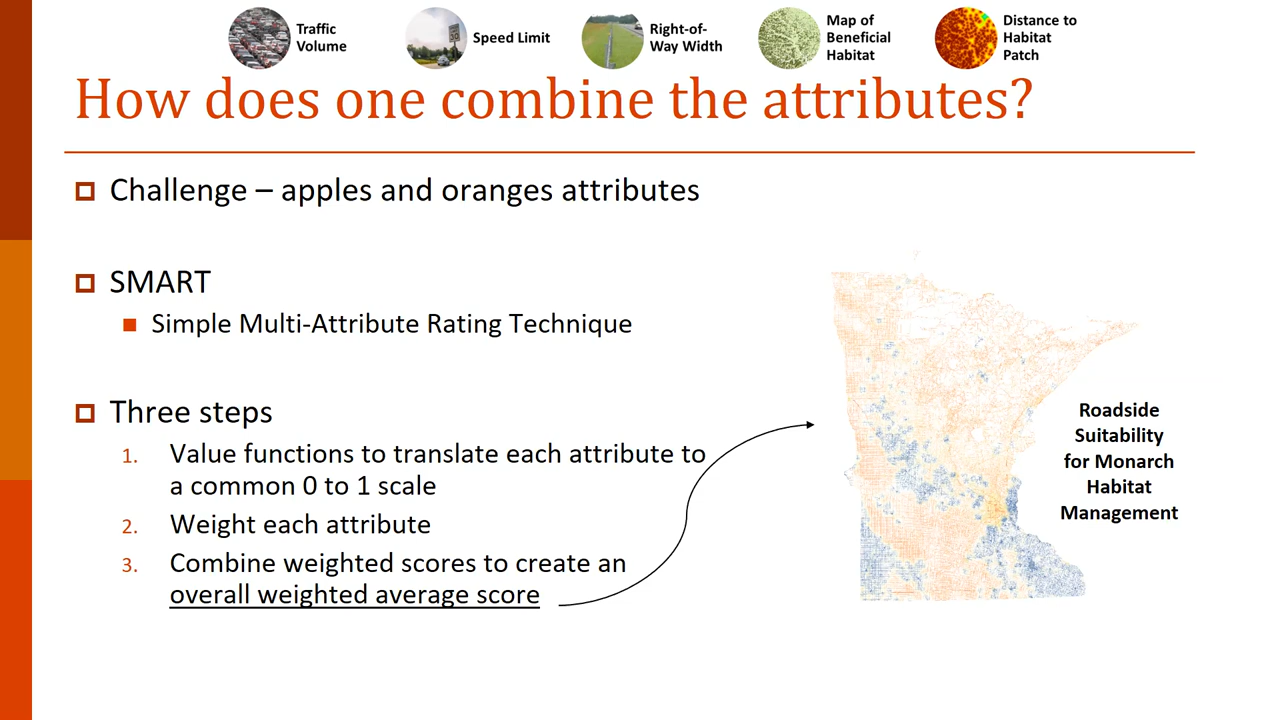 Traffic
Volume
Speed Limit
Right-of-
Way Width
Map of
Beneficial
Habitat
Distance to
Habitat
Patch
How does one combine the attributes?
Challenge – apples and oranges attributes
SMART
Simple Multi-Attribute Rating Technique
Three steps
1. Value functions to translate each attribute to
a common 0 to 1 scale
2. Weight each attribute
3. Combine weighted scores to create an
overall weighted average score
Roadside
Suitability
for Monarch
Habitat
Management